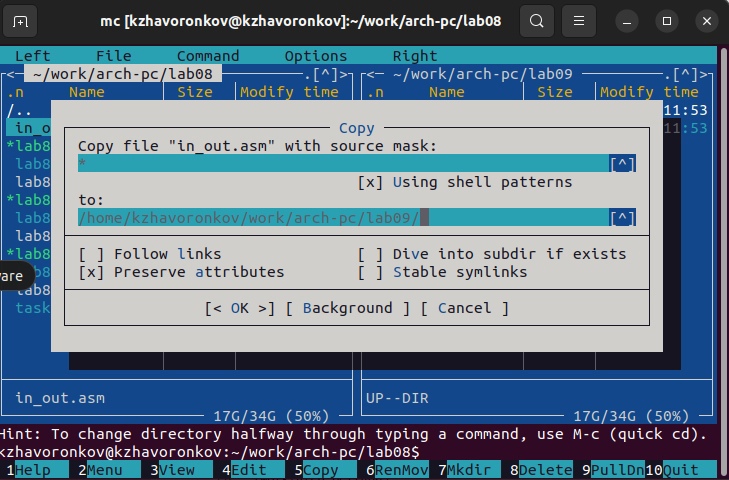 mc [kzhavoronkov@kzhavoronkov]:~/work/arch-pc/lab08
Left File Command Options Right
<─ ~/work/arch-pc/lab08 ─.[^]>
<─ ~/work/arch-pc/lab09 ─.[^]>
.n Name Size Modify time .n Name Size Modify time
/.. 11:53
in_o 11:53
*lab8
lab8
lab8
*lab8
lab8
lab8
*lab8
lab8
lab8
task
ware
Copy
Copy file "in_out.asm" with source mask:
* [^]
[x] Using shell patterns
to:
/home/kzhavoronkov/work/arch-pc/lab09/ [^]
[ ] Follow links [ ] Dive into subdir if exists
[x] Preserve attributes [ ] Stable symlinks
[< OK >] [ Background ] [ Cancel ]
in_out.asm UP--DIR
17G/34G (50%) 17G/34G (50%)
Hint: To change directory halfway through typing a command, use M-c (quick cd).
kzhavoronkov@kzhavoronkov:~/work/arch-pc/lab08$
1Help 2Menu 3View 4Edit 5Copy 6RenMov 7Mkdir 8Delete 9PullDn 10Quit